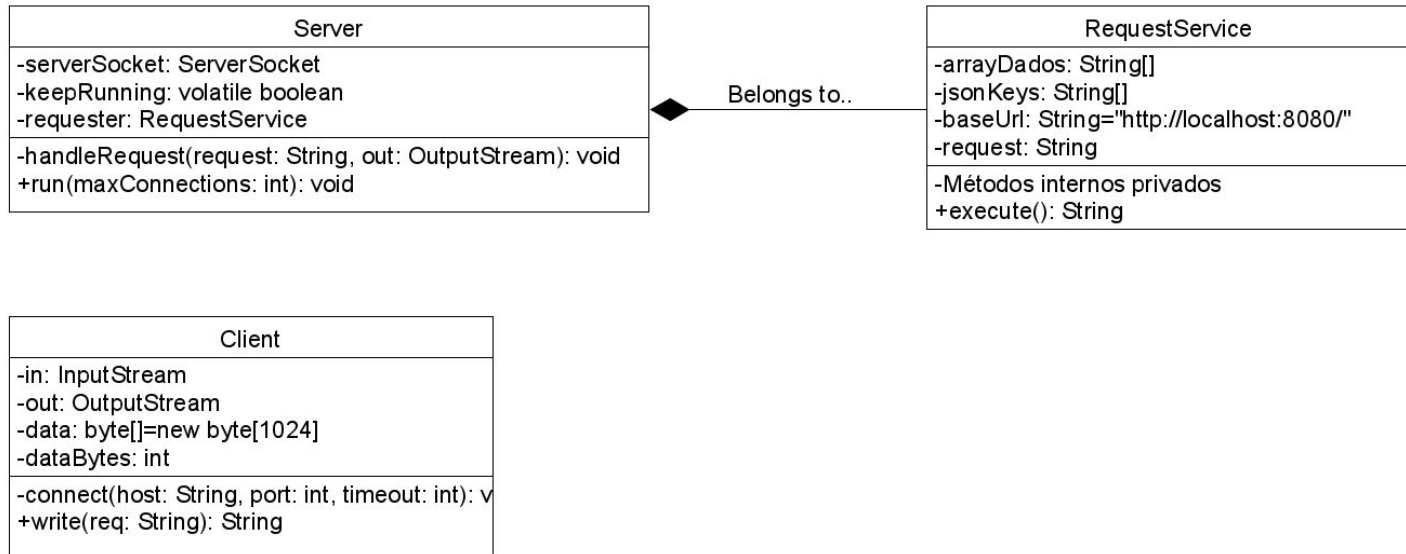 Server
-serverSocket: ServerSocket
-keepRunning: volatile boolean
-requester: RequestService
-handleRequest(request: String, out: OutputStream): void
+run(maxConnections: int): void
Belongs to..
RequestService
-arrayDados: String[]
-jsonKeys: String[]
-baseUrl: String="http://localhost:8080/"
-request: String
-Métodos internos privados
+execute(): String
Client
-in: InputStream
-out: OutputStream
-data: byte[]=new byte[1024]
-dataBytes: int
-connect(host: String, port: int, timeout: int): v
+write(req: String): String